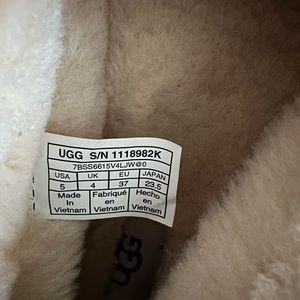 UGG S/N 1118982K
7BSS6615V4LJW@0
USA UK EU JAPAN
5 4 37 23.5
Made Fabriqué Hecho
in en en
Vietnam Vietnam Vietnam
UGG